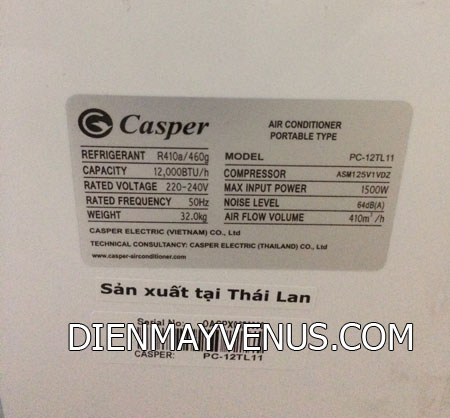 Casper
AIR CONDITIONER
PORTABLE TYPE
REFRIGERANT R410a/460g
CAPACITY 12,000BTU/h
RATED VOLTAGE 220-240V
RATED FREQUENCY 50Hz
WEIGHT 32.0kg
MODEL PC-12TL11
COMPRESSOR ASM125V1VDZ
MAX INPUT POWER 1500W
NOISE LEVEL 64dB(A)
AIR FLOW VOLUME 410m³/h
CASPER ELECTRIC (VIETNAM) CO., Ltd
TECHNICAL CONSULTANCY: CASPER ELECTRIC (THAILAND) CO., Ltd
www.casper-airconditioner.com
Sản xuất tại Thái Lan
Serial No.
DIENMAYVENUS.COM
CASPER: PC-12TL11